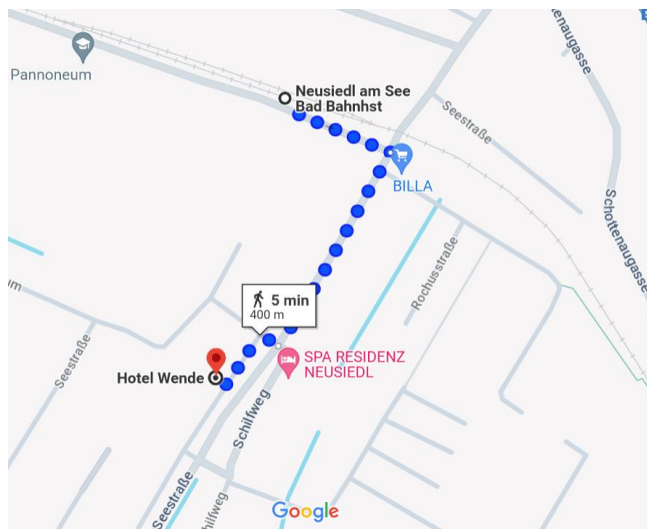 Pannoneum
Neusiedl am See
Bad Bahnhst
Schottenaugasse
Seestraße
BILLA
Schottenaugasse
Rochusstraße
5 min
400 m
SPA RESIDENZ
NEUSIEDL
Hotel Wende
Seestraße
Schilfweg
Seestraße
Google